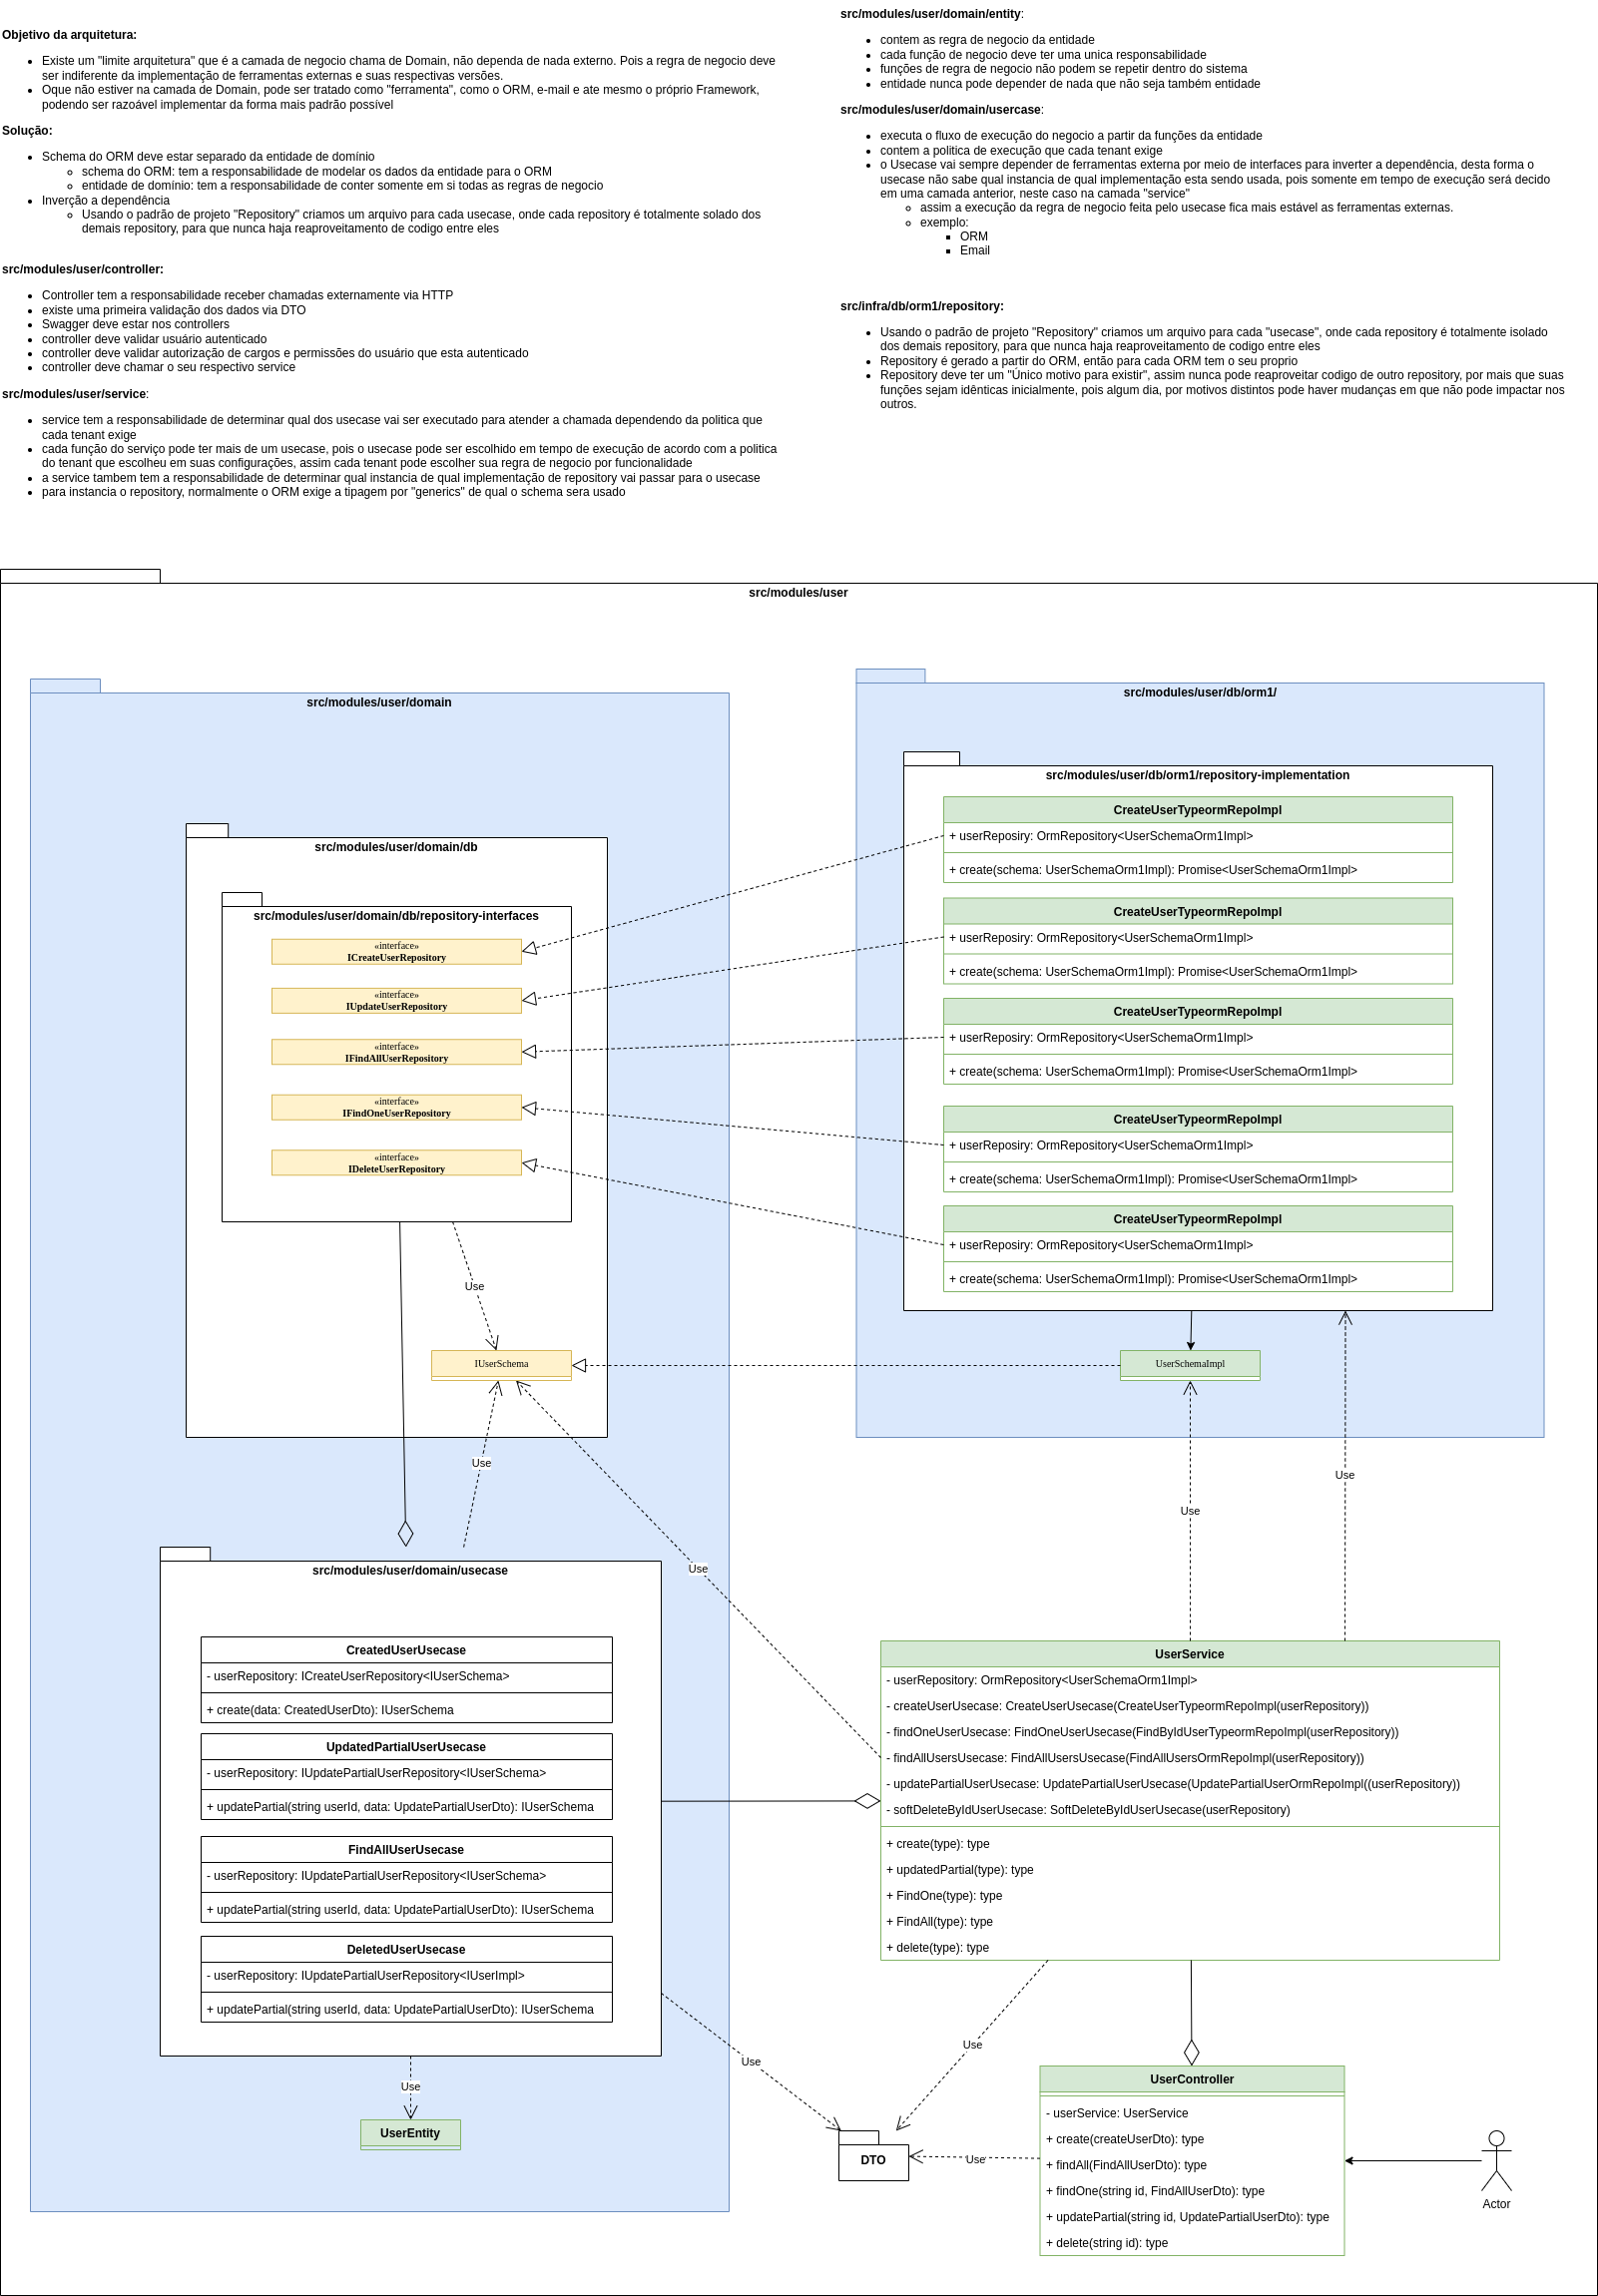 Objetivo da arquitetura:
Existe um "limite arquitetura" que é a camada de negocio chama de Domain, não dependa de nada externo. Pois a regra de negocio deve
ser indiferente da implementação de ferramentas externas e suas respectivas versões.
Oque não estiver na camada de Domain, pode ser tratado como "ferramenta", como o ORM, e-mail e ate mesmo o próprio Framework,
podendo ser razoável implementar da forma mais padrão possível
Solução:
Schema do ORM deve estar separado da entidade de domínio
schema do ORM: tem a responsabilidade de modelar os dados da entidade para o ORM
entidade de domínio: tem a responsabilidade de conter somente em si todas as regras de negocio
Inverção a dependência
Usando o padrão de projeto "Repository" criamos um arquivo para cada usecase, onde cada repository é totalmente solado dos
demais repository, para que nunca haja reaproveitamento de codigo entre eles
src/modules/user/controller:
Controller tem a responsabilidade receber chamadas externamente via HTTP
existe uma primeira validação dos dados via DTO
Swagger deve estar nos controllers
controller deve validar usuário autenticado
controller deve validar autorização de cargos e permissões do usuário que esta autenticado
controller deve chamar o seu respectivo service
src/modules/user/service:
service tem a responsabilidade de determinar qual dos usecase vai ser executado para atender a chamada dependendo da politica que
cada tenant exige
cada função do serviço pode ter mais de um usecase, pois o usecase pode ser escolhido em tempo de execução de acordo com a politica
do tenant que escolheu em suas configurações, assim cada tenant pode escolher sua regra de negocio por funcionalidade
a service tambem tem a responsabilidade de determinar qual instancia de qual implementação de repository vai passar para o usecase
para instancia o repository, normalmente o ORM exige a tipagem por "generics" de qual o schema sera usado
src/modules/user/domain/entity:
contem as regra de negocio da entidade
cada função de negocio deve ter uma unica responsabilidade
funções de regra de negocio não podem se repetir dentro do sistema
entidade nunca pode depender de nada que não seja também entidade
src/modules/user/domain/usercase:
executa o fluxo de execução do negocio a partir da funções da entidade
contem a politica de execução que cada tenant exige
o Usecase vai sempre depender de ferramentas externa por meio de interfaces para inverter a dependência, desta forma o
usecase não sabe qual instancia de qual implementação esta sendo usada, pois somente em tempo de execução será decido
em uma camada anterior, neste caso na camada "service"
assim a execução da regra de negocio feita pelo usecase fica mais estável as ferramentas externas.
exemplo:
ORM
Email
src/infra/db/orm1/repository:
Usando o padrão de projeto "Repository" criamos um arquivo para cada "usecase", onde cada repository é totalmente isolado
dos demais repository, para que nunca haja reaproveitamento de codigo entre eles
Repository é gerado a partir do ORM, então para cada ORM tem o seu proprio
Repository deve ter um "Único motivo para existir", assim nunca pode reaproveitar codigo de outro repository, por mais que suas
funções sejam idênticas inicialmente, pois algum dia, por motivos distintos pode haver mudanças em que não pode impactar nos
outros.
src/modules/user
src/modules/user/domain
src/modules/user/domain/db
src/modules/user/domain/db/repository-interfaces
«interface»
ICreateUserRepository
«interface»
IUpdateUserRepository
«interface»
IFindAllUserRepository
«interface»
IFindOneUserRepository
«interface»
IDeleteUserRepository
Use
IUserSchema
Use
Use
src/modules/user/db/orm1/
src/modules/user/db/orm1/repository-implementation
CreateUserTypeormRepoImpl
+ userReposiry: OrmRepository<UserSchemaOrm1Impl>
+ create(schema: UserSchemaOrm1Impl): Promise<UserSchemaOrm1Impl>
CreateUserTypeormRepoImpl
+ userReposiry: OrmRepository<UserSchemaOrm1Impl>
+ create(schema: UserSchemaOrm1Impl): Promise<UserSchemaOrm1Impl>
CreateUserTypeormRepoImpl
+ userReposiry: OrmRepository<UserSchemaOrm1Impl>
+ create(schema: UserSchemaOrm1Impl): Promise<UserSchemaOrm1Impl>
CreateUserTypeormRepoImpl
+ userReposiry: OrmRepository<UserSchemaOrm1Impl>
+ create(schema: UserSchemaOrm1Impl): Promise<UserSchemaOrm1Impl>
CreateUserTypeormRepoImpl
+ userReposiry: OrmRepository<UserSchemaOrm1Impl>
+ create(schema: UserSchemaOrm1Impl): Promise<UserSchemaOrm1Impl>
UserSchemaImpl
Use
Use
src/modules/user/domain/usecase
CreatedUserUsecase
- userRepository: ICreateUserRepository<IUserSchema>
+ create(data: CreatedUserDto): IUserSchema
UpdatedPartialUserUsecase
- userRepository: IUpdatePartialUserRepository<IUserSchema>
+ updatePartial(string userId, data: UpdatePartialUserDto): IUserSchema
FindAllUserUsecase
- userRepository: IUpdatePartialUserRepository<IUserSchema>
+ updatePartial(string userId, data: UpdatePartialUserDto): IUserSchema
DeletedUserUsecase
- userRepository: IUpdatePartialUserRepository<IUserImpl>
+ updatePartial(string userId, data: UpdatePartialUserDto): IUserSchema
Use
UserEntity
UserService
- userRepository: OrmRepository<UserSchemaOrm1Impl>
- createUserUsecase: CreateUserUsecase(CreateUserTypeormRepoImpl(userRepository))
- findOneUserUsecase: FindOneUserUsecase(FindByIdUserTypeormRepoImpl(userRepository))
- findAllUsersUsecase: FindAllUsersUsecase(FindAllUsersOrmRepoImpl(userRepository))
- updatePartialUserUsecase: UpdatePartialUserUsecase(UpdatePartialUserOrmRepoImpl((userRepository))
- softDeleteByIdUserUsecase: SoftDeleteByIdUserUsecase(userRepository)
+ create(type): type
+ updatedPartial(type): type
+ FindOne(type): type
+ FindAll(type): type
+ delete(type): type
Use
Use
DTO
Use
UserController
- userService: UserService
+ create(createUserDto): type
+ findAll(FindAllUserDto): type
+ findOne(string id, FindAllUserDto): type
+ updatePartial(string id, UpdatePartialUserDto): type
+ delete(string id): type
Actor